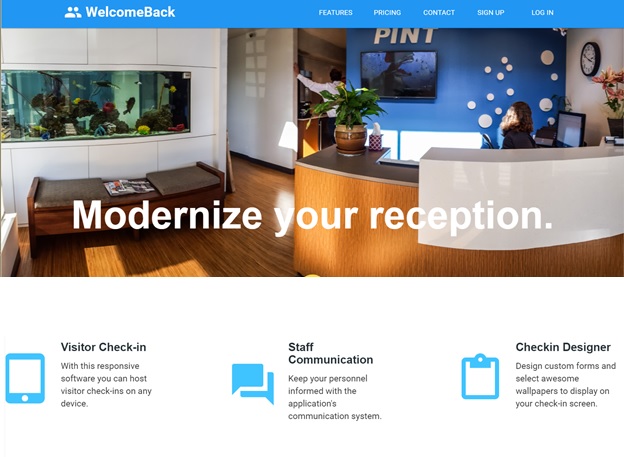 WelcomeBack
FEATURES PRICING CONTACT SIGN UP LOG IN
PINT
Modernize your reception.
Visitor Check-in
With this responsive
software you can host
visitor check-ins on any
device.
Staff
Communication
Keep your personnel
informed with the
application's
communication system.
Checkin Designer
Design custom forms and
select awesome
wallpapers to display on
your check-in screen.